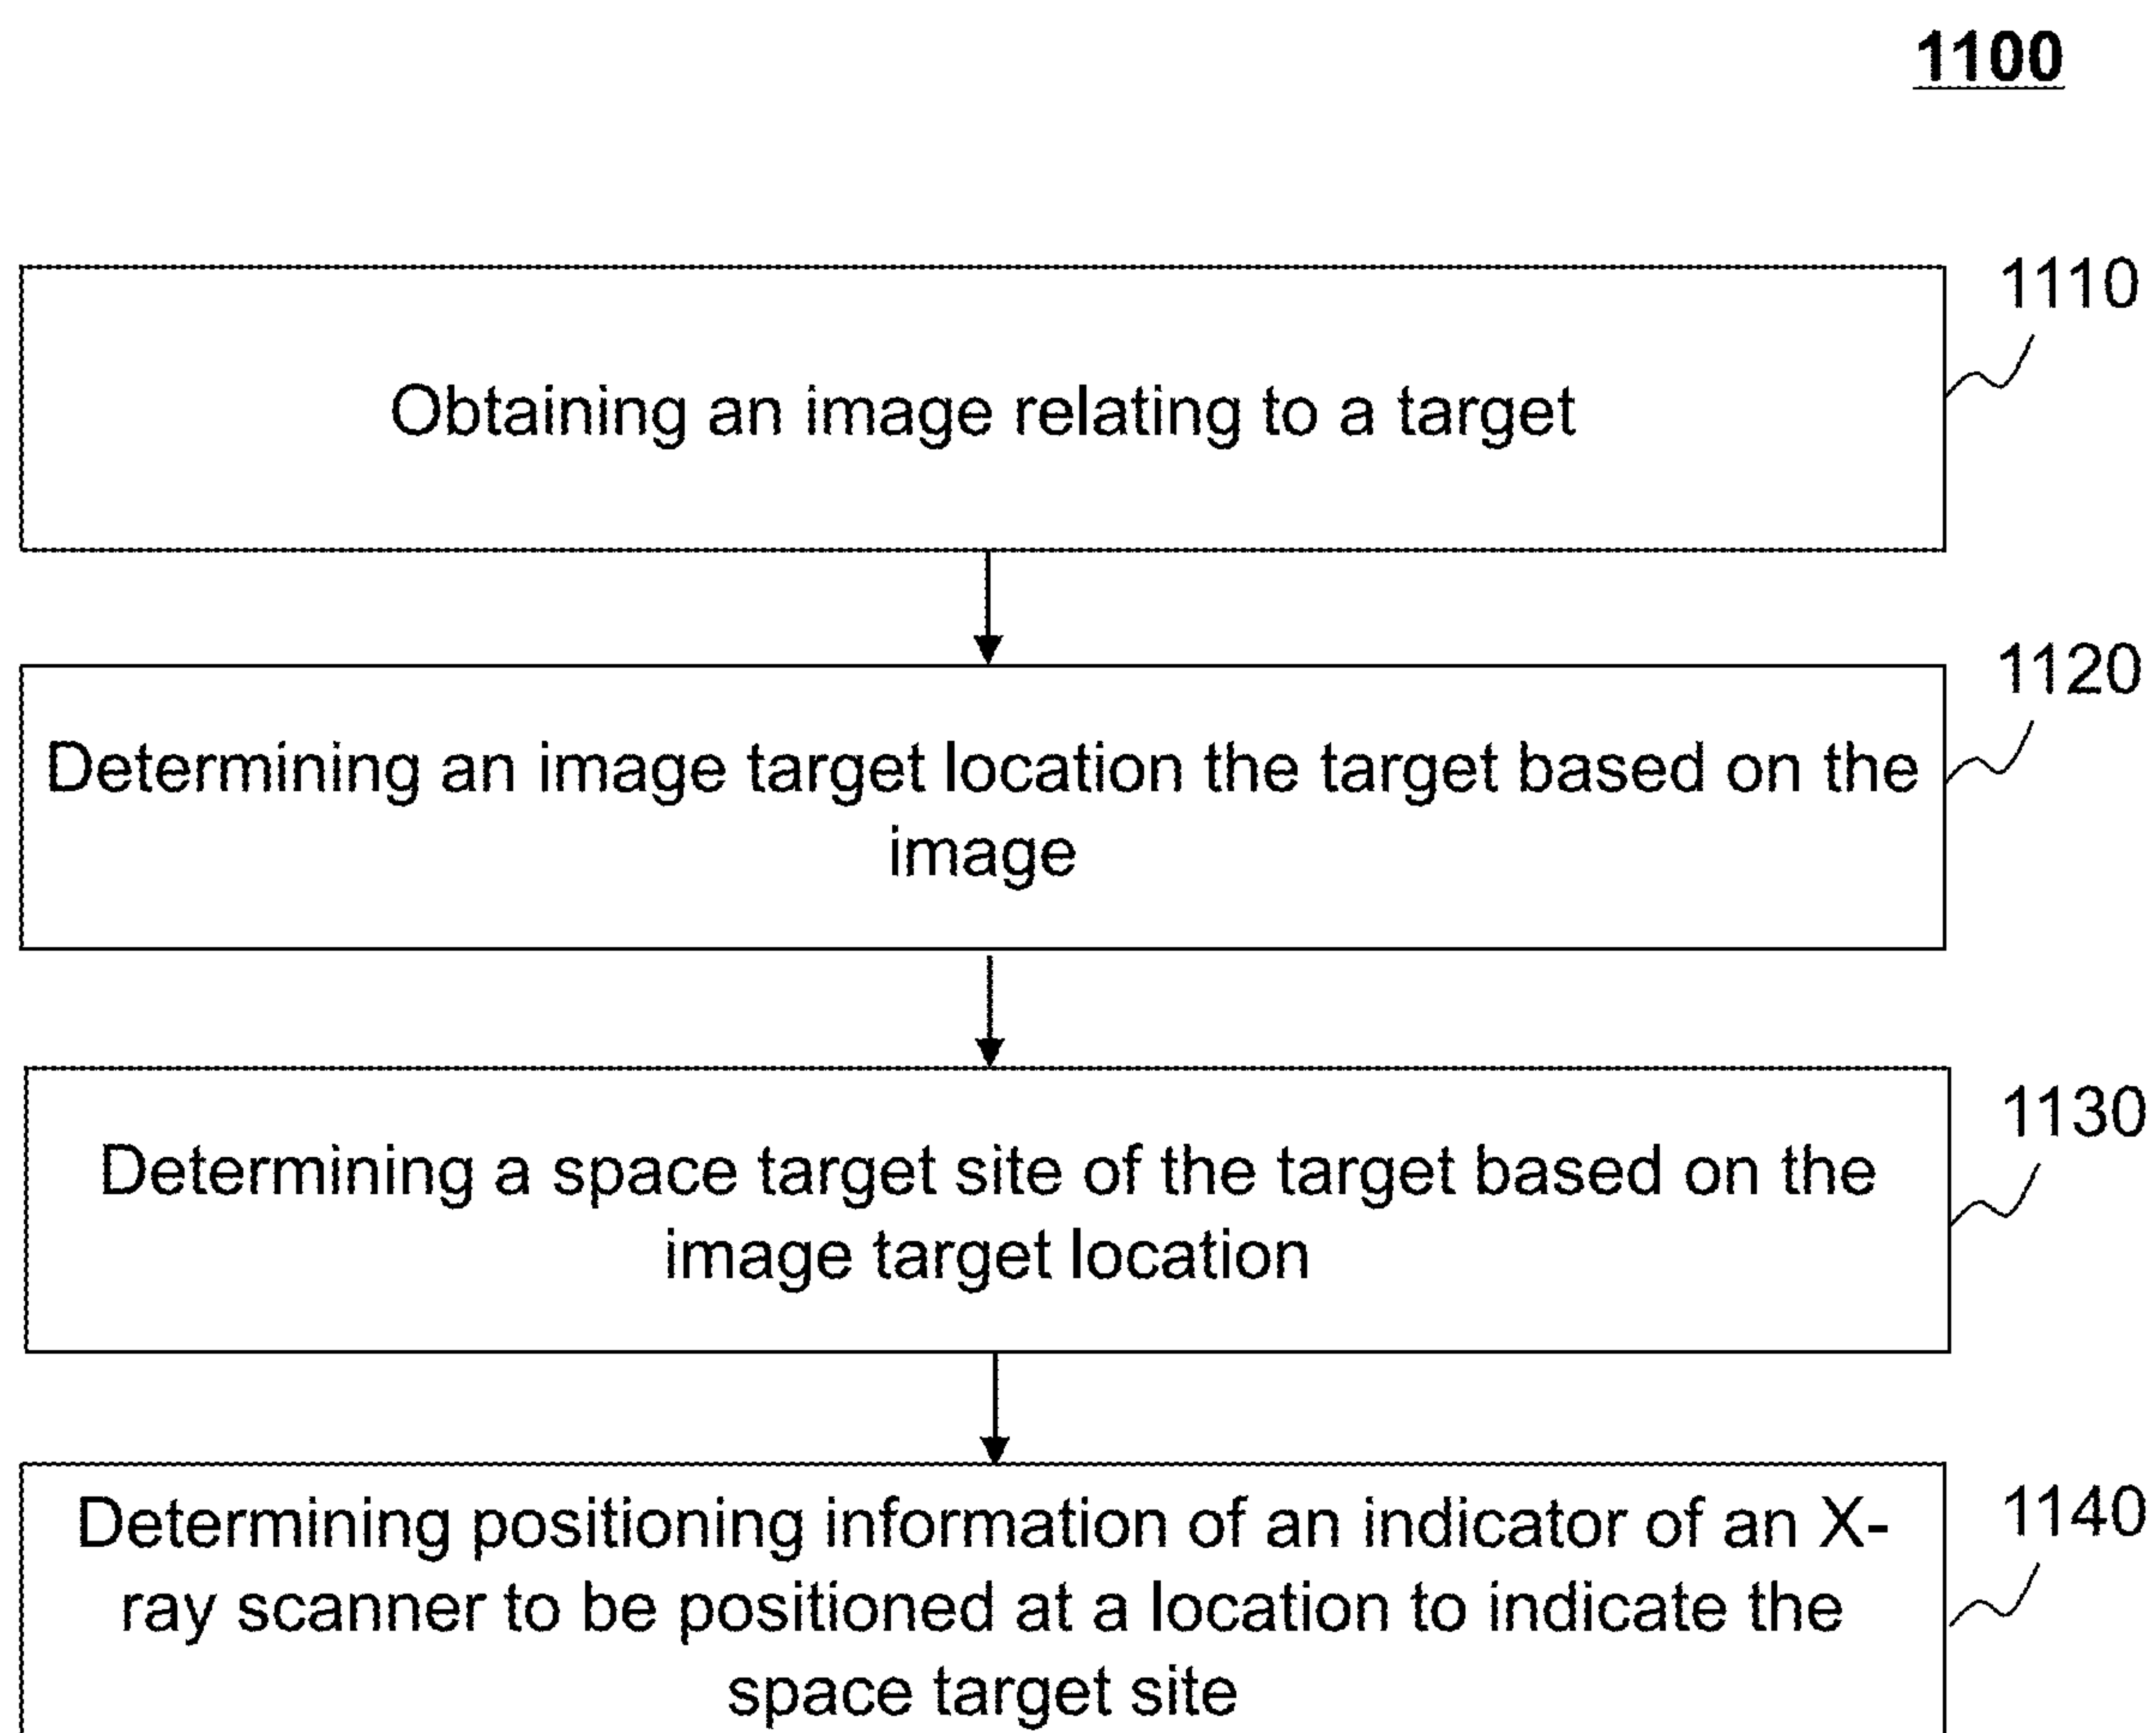 1100
1110
Obtaining an image relating to a target
1120
Determining an image target location the target based on the
image
1130
Determining a space target site of the target based on the
image target location
1140
Determining positioning information of an indicator of an X-
ray scanner to be positioned at a location to indicate the
space target site